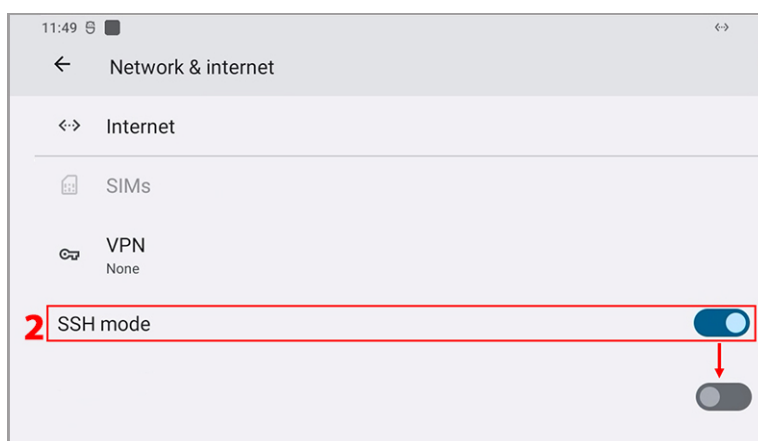 11:49
Network & internet
Internet
SIMs
VPN
None
2 SSH mode